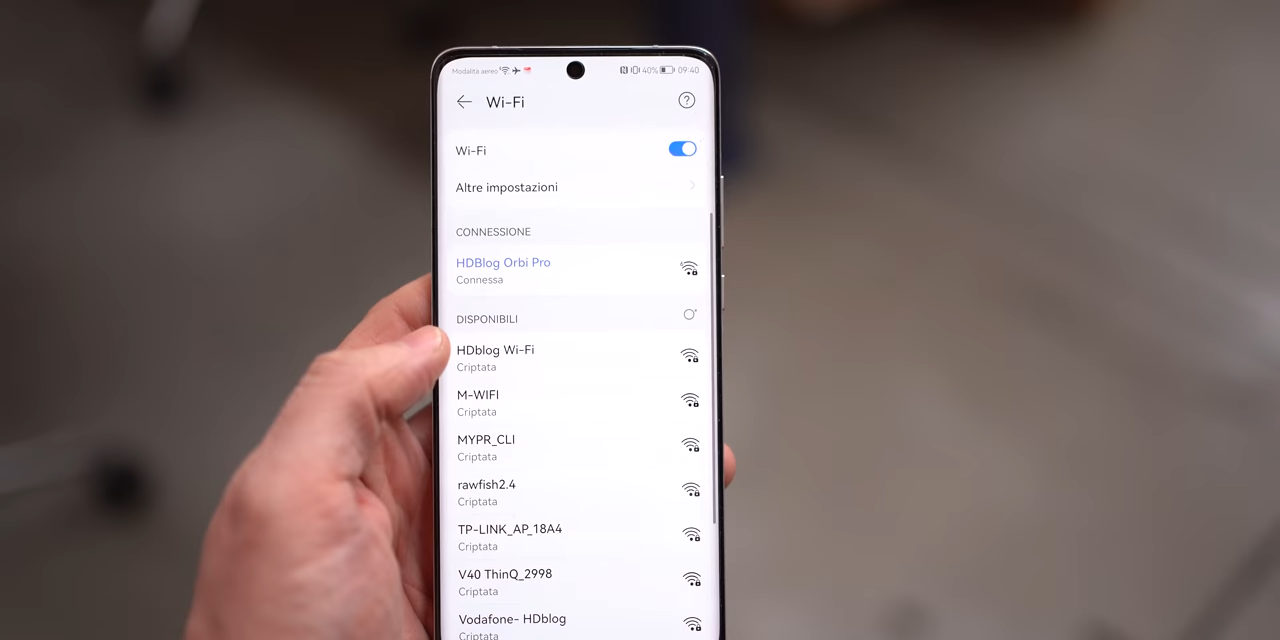 Modalità aereo 40% 09:40
Wi-Fi
Wi-Fi
Altre impostazioni
CONNESSIONE
HDBlog Orbi Pro
Connessa
DISPONIBILI
HDblog Wi-Fi
Criptata
M-WIFI
Criptata
MYPR_CLI
Criptata
rawfish2.4
Criptata
TP-LINK_AP_18A4
Criptata
V40 ThinQ_2998
Criptata
Vodafone- HDblog
Criptata